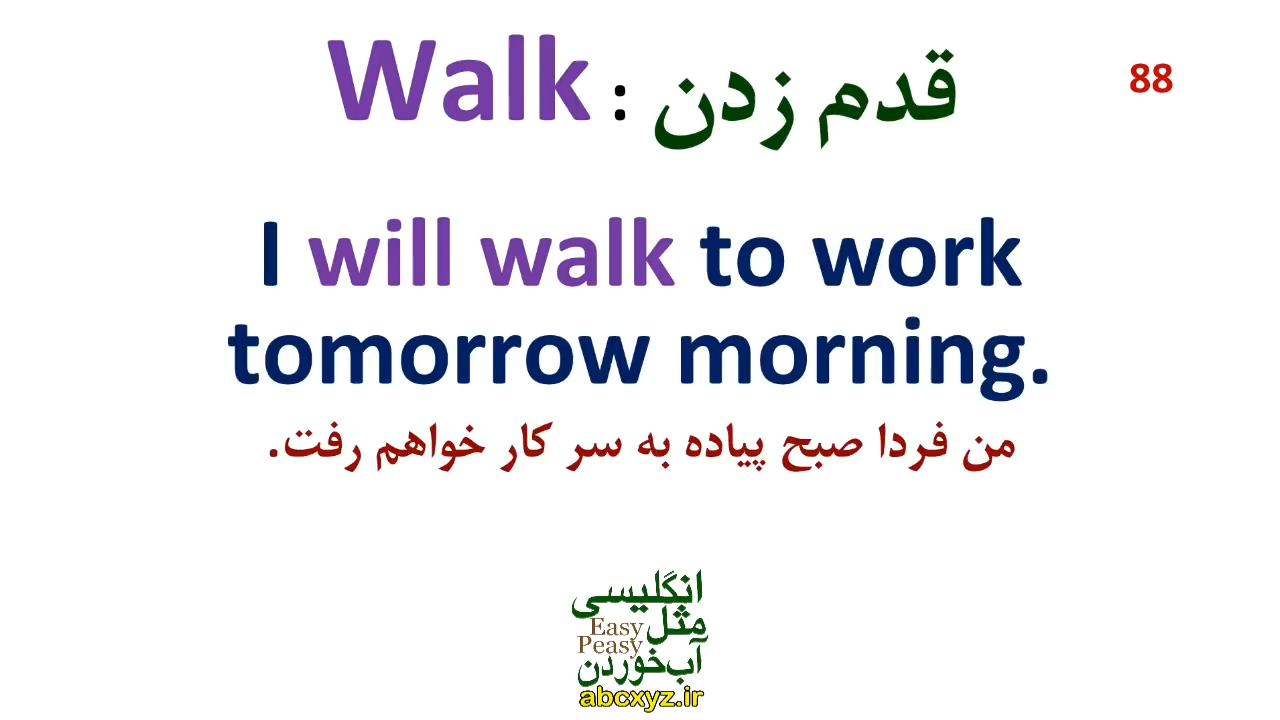 Walk : قدم زدن
88
I will walk to work
tomorrow morning.
من فردا صبح پیاده به سر کار خواهم رفت.
انگلیسی
مثل
Easy
Peasy
آب‌خوردن
abcxyz.ir